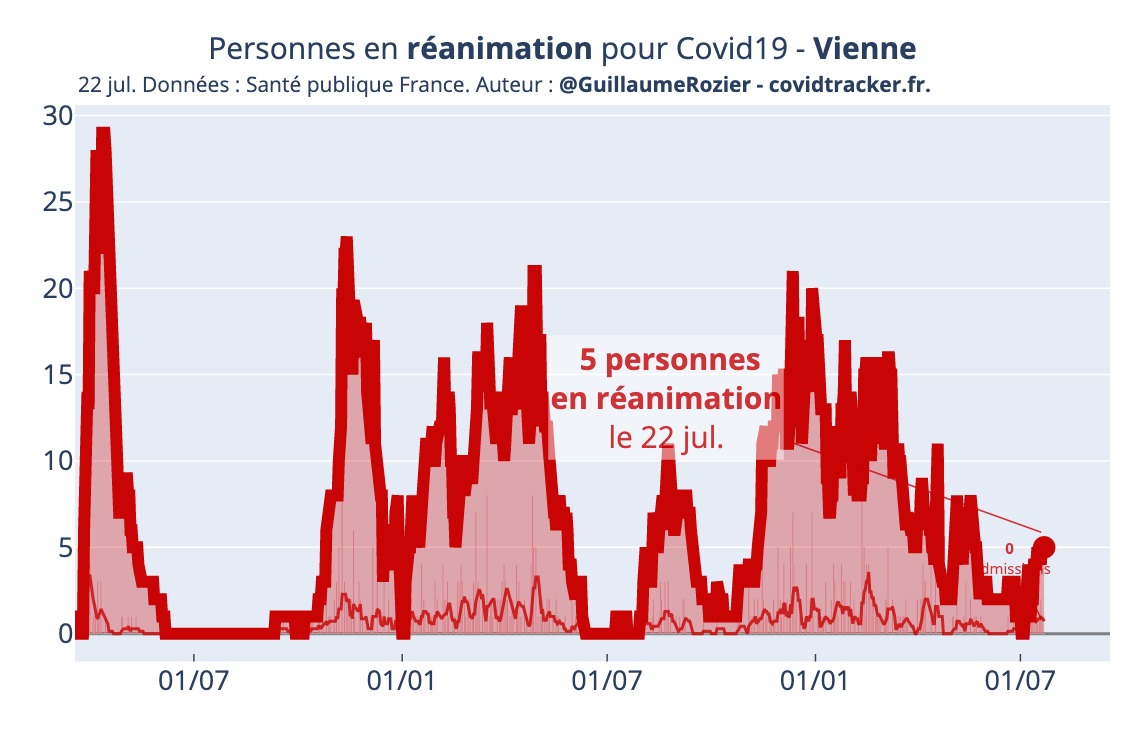 Personnes en réanimation pour Covid19 - Vienne
22 jul. Données : Santé publique France. Auteur : @GuillaumeRozier - covidtracker.fr.
30
25
20
15
10
5
0
5 personnes
en réanimation
le 22 jul.
0
01/07
01/01
01/07
01/01
01/07